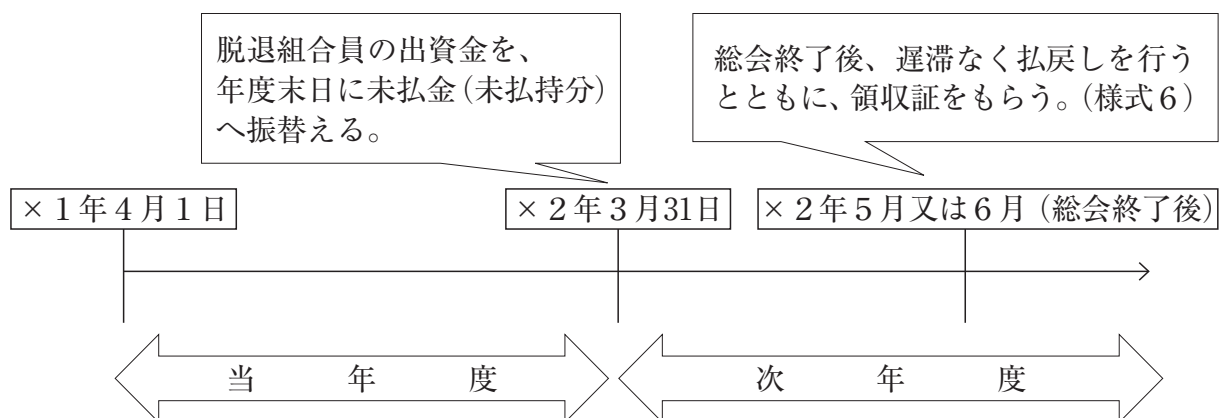 脱退組合員の出資金を、
年度末日に未払金(未払持分)
へ振替える。
総会終了後、遅滞なく払戻しを行う
とともに、領収証をもらう。(様式6)
×1年4月1日
×2年3月31日
×2年5月又は6月(総会終了後)
当年度
次年度